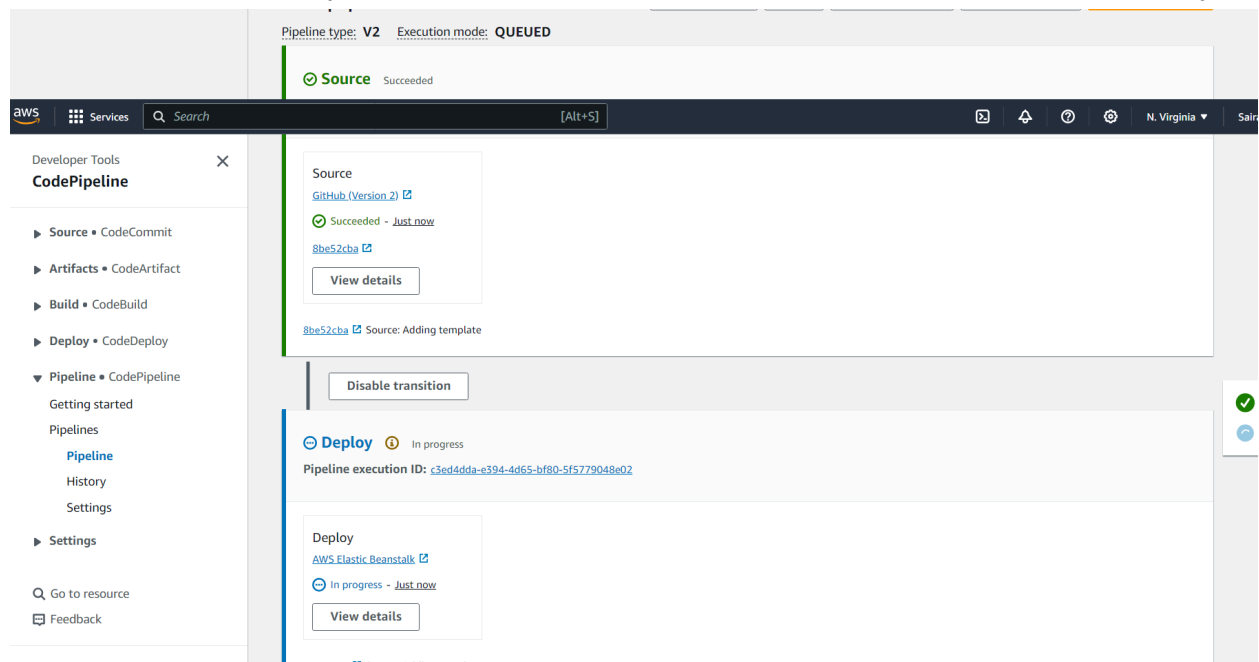 Pipeline type: V2 Execution mode: QUEUED
Source Succeeded
aws Services Search [Alt+S] N. Virginia
Developer Tools
CodePipeline
Source • CodeCommit
Artifacts • CodeArtifact
Build • CodeBuild
Deploy • CodeDeploy
Pipeline • CodePipeline
Getting started
Pipelines
Pipeline
History
Settings
Settings
Go to resource
Feedback
Source
GitHub (Version 2)
Succeeded - Just now
8be52cba
View details
8be52cba Source: Adding template
Disable transition
Deploy In progress
Pipeline execution ID: c3ed4dda-e394-4d65-bf80-5f5779048e02
Deploy
AWS Elastic Beanstalk
In progress - Just now
View details